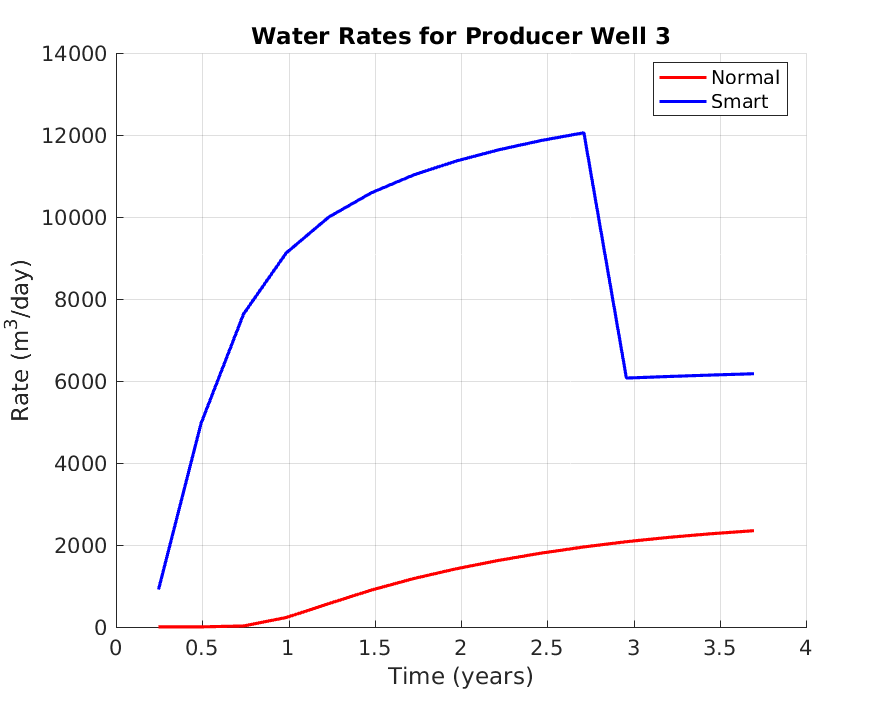 Water Rates for Producer Well 3
14000
12000
10000
8000
6000
4000
2000
0
Rate (m³/day)
Normal
Smart
0 0.5 1 1.5 2 2.5 3 3.5 4
Time (years)